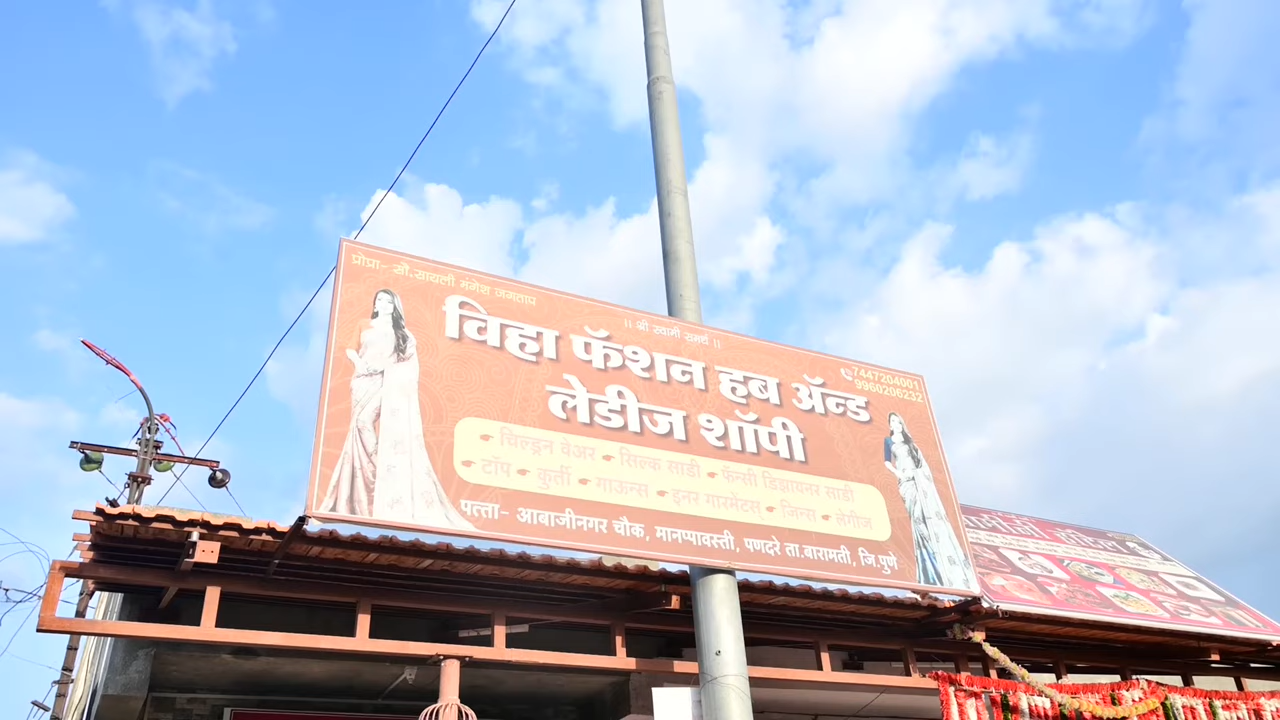 प्रोप्रा- सौ.सायली मंगेश जगताप
।। श्री स्वामी समर्थ ।।
7447204001
9960206232
विहा फॅशन हब ॲन्ड
लेडीज शॉपी
चिल्ड्रन वेअर सिल्क साडी फॅन्सी डिझायनर साडी
टॉप कुर्ती गाऊन्स इनर गारमेंटस् जिन्स लेगीज
पत्ता- आबाजीनगर चौक, मानप्पावस्ती, पणदरे ता.बारामती, जि.पुणे